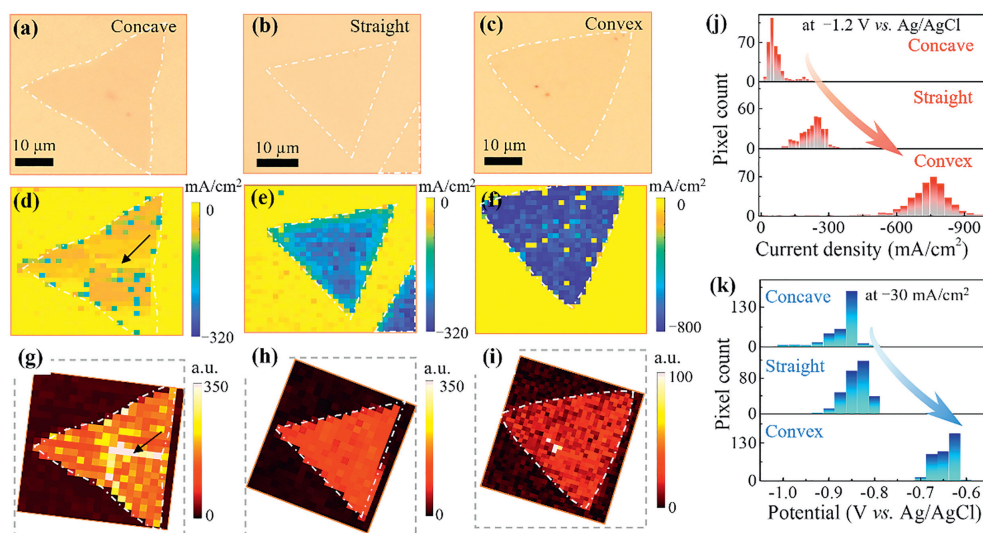 (a) Concave
10 μm
(b) Straight
10 μm
(c) Convex
10 μm
(d)
mA/cm²
0
−320
(e)
mA/cm²
0
−320
(f)
mA/cm²
0
−800
(g)
a.u.
350
0
(h)
a.u.
350
0
(i)
a.u.
100
0
(j)
at −1.2 V vs. Ag/AgCl
Concave
Straight
Convex
70
0
70
0
70
0
Pixel count
0 -300 -600 -900
Current density (mA/cm²)
(k)
at −30 mA/cm²
Concave
Straight
Convex
130
0
130
0
130
0
Pixel count
-1.0 -0.9 -0.8 -0.7 -0.6
Potential (V vs. Ag/AgCl)